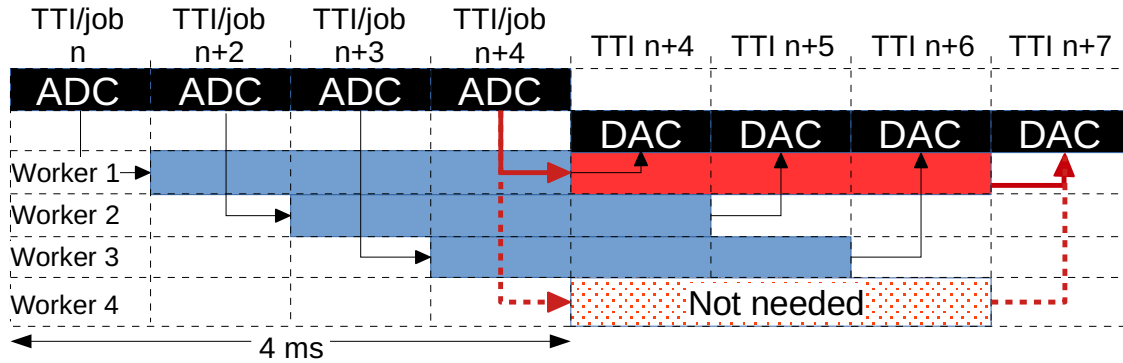 TTI/job
n
TTI/job
n+2
TTI/job
n+3
TTI/job
n+4
TTI n+4
TTI n+5
TTI n+6
TTI n+7
ADC
ADC
ADC
ADC
DAC
DAC
DAC
DAC
Worker 1
Worker 2
Worker 3
Worker 4
Not needed
4 ms